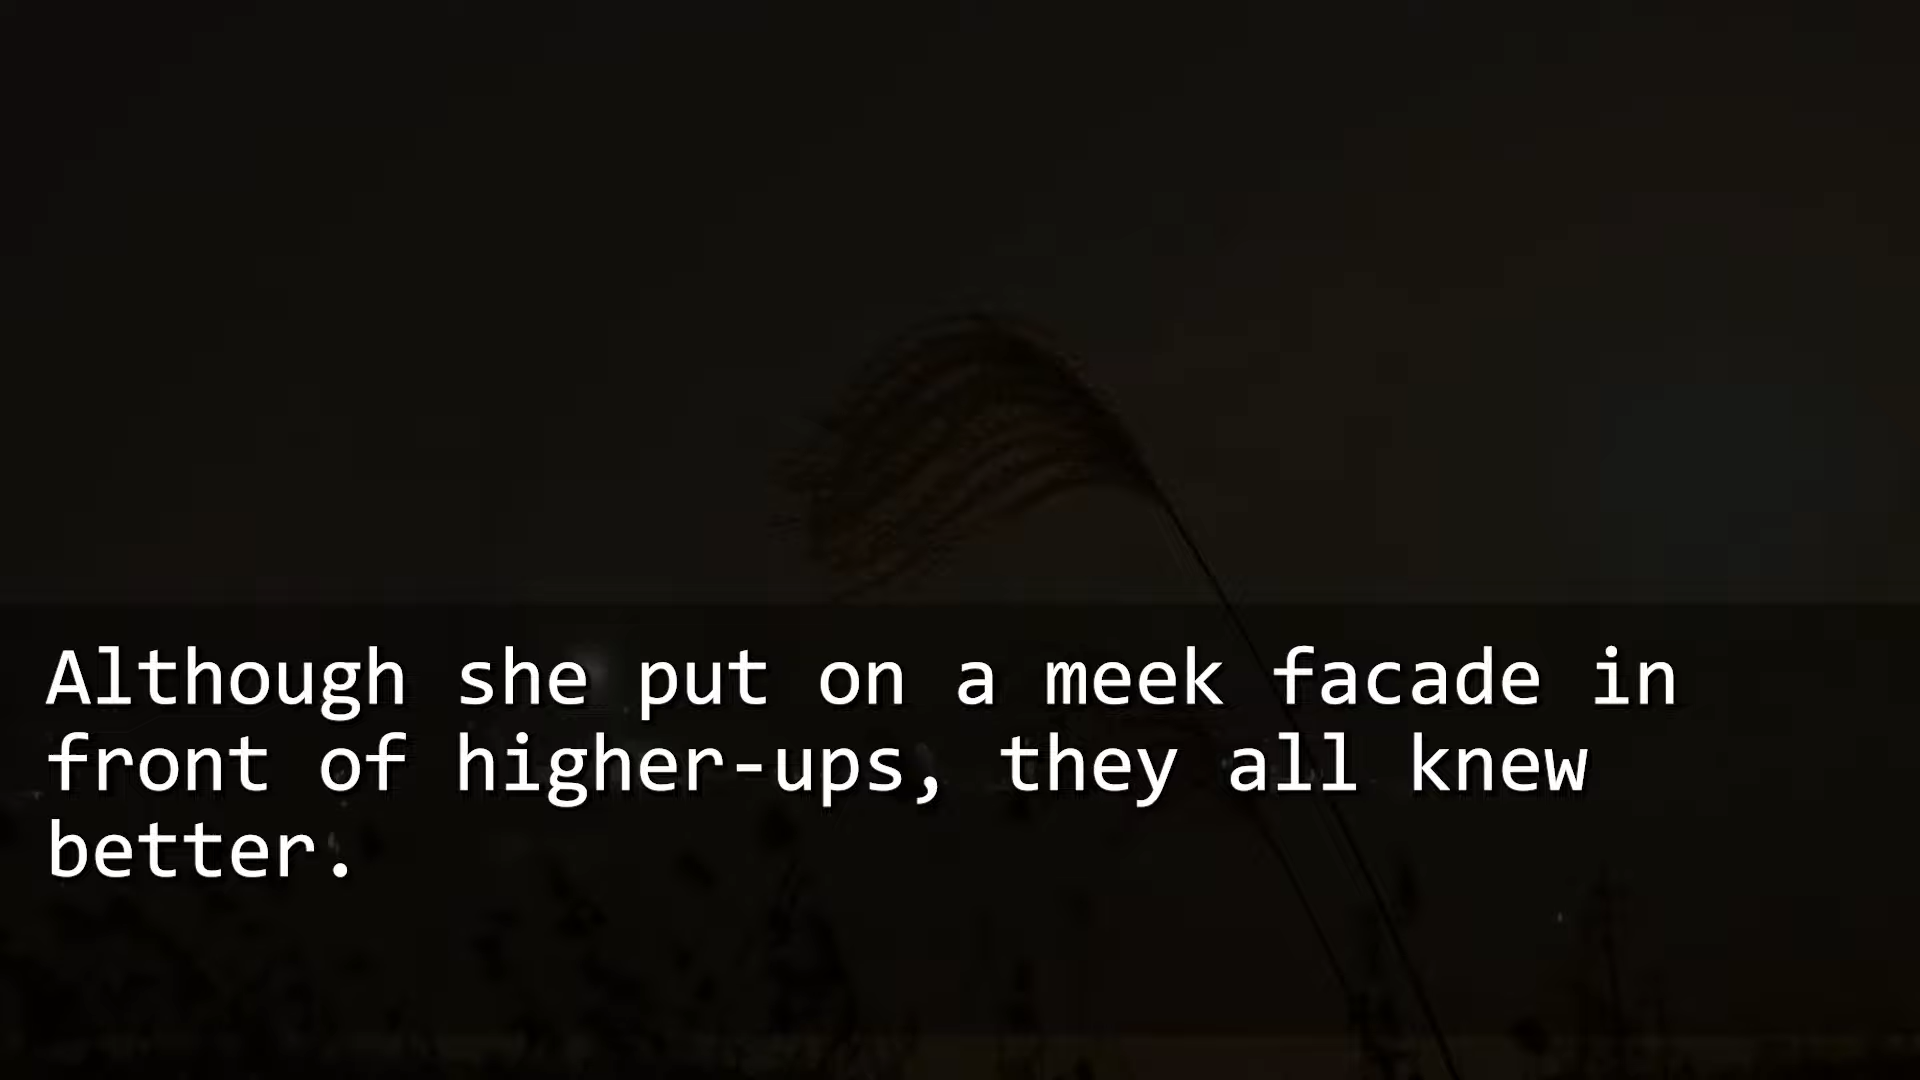 Although she put on a meek facade in
front of higher-ups, they all knew
better.